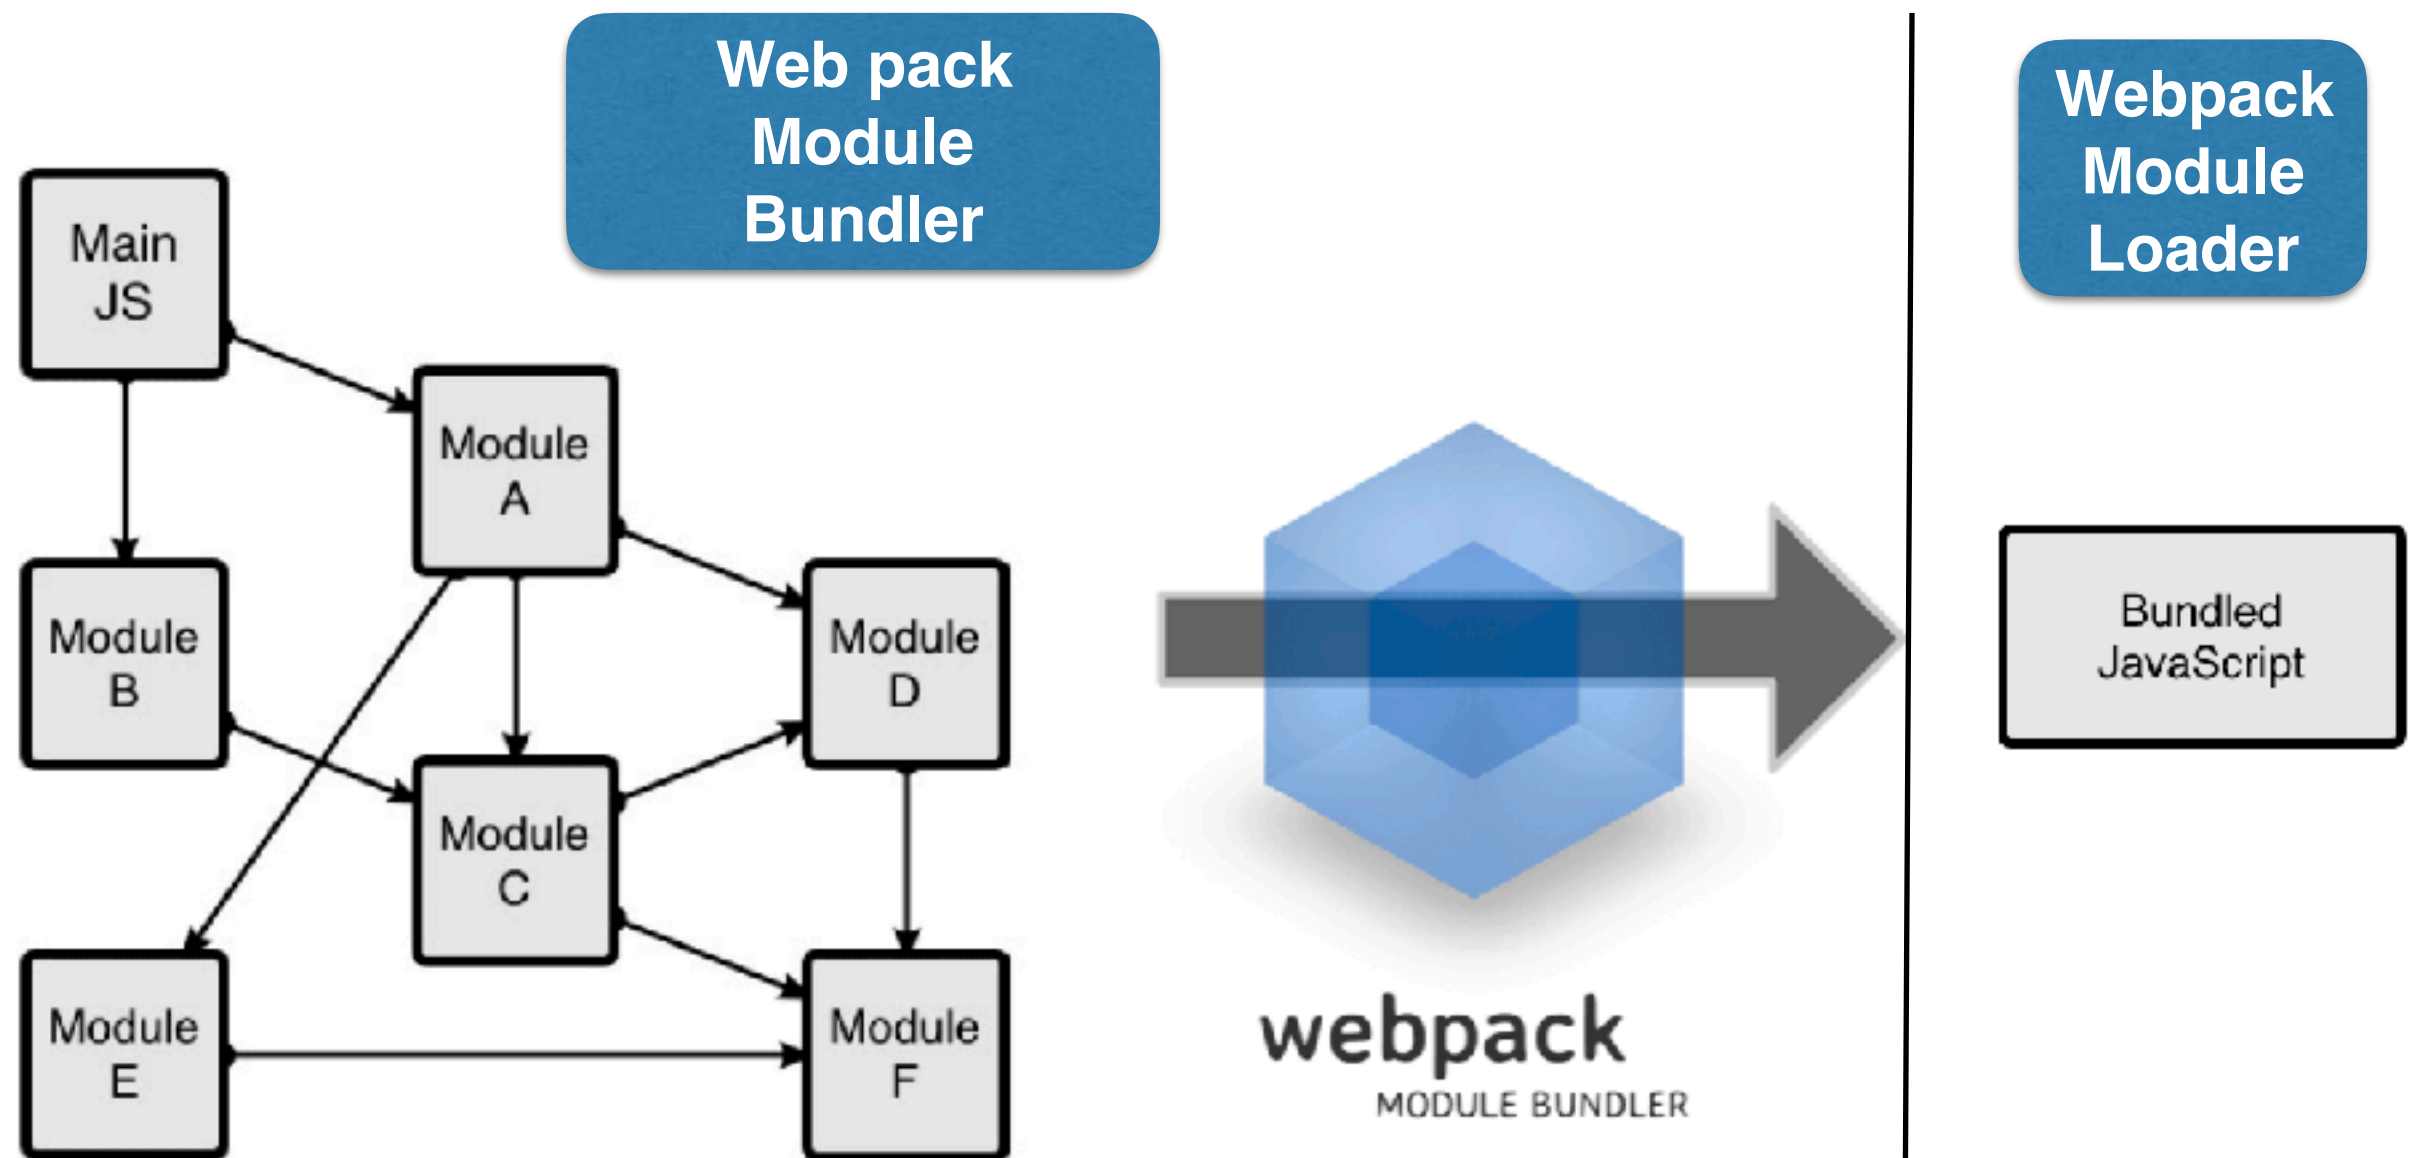 Web pack
Module
Bundler
Webpack
Module
Loader
Main
JS
Module
A
Module
B
Module
D
Module
C
Module
E
Module
F
webpack
MODULE BUNDLER
Bundled
JavaScript